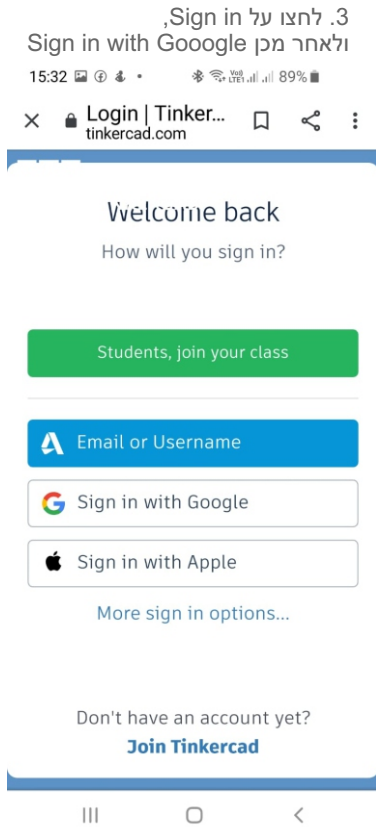 3. לחצו על Sign in,
ולאחר מכן Sign in with Gooogle
15:32 89%
Login | Tinker...
tinkercad.com
Welcome back
How will you sign in?
Students, join your class
Email or Username
Sign in with Google
Sign in with Apple
More sign in options...
Don't have an account yet?
Join Tinkercad